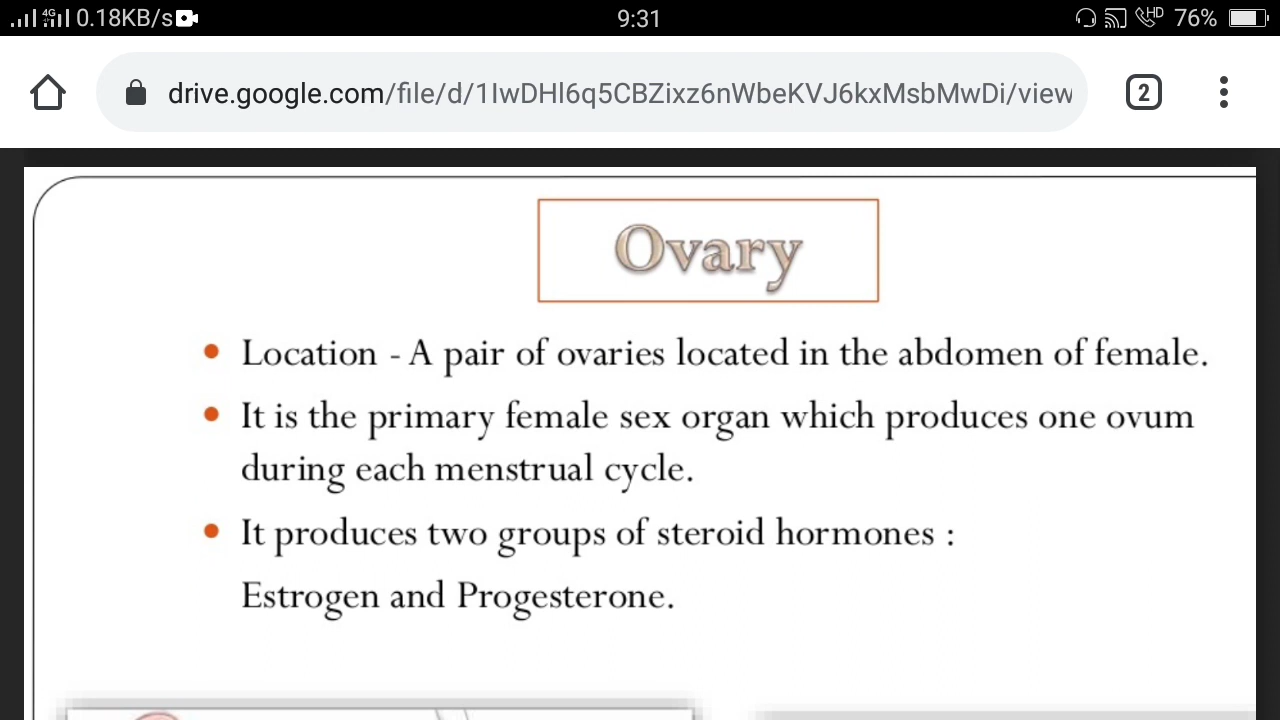 4G 0.18KB/s 9:31 HD 76%
drive.google.com/file/d/1IwDHl6q5CBZixz6nWbeKVJ6kxMsbMwDi/view 2
Ovary
Location - A pair of ovaries located in the abdomen of female.
It is the primary female sex organ which produces one ovum
during each menstrual cycle.
It produces two groups of steroid hormones :
Estrogen and Progesterone.